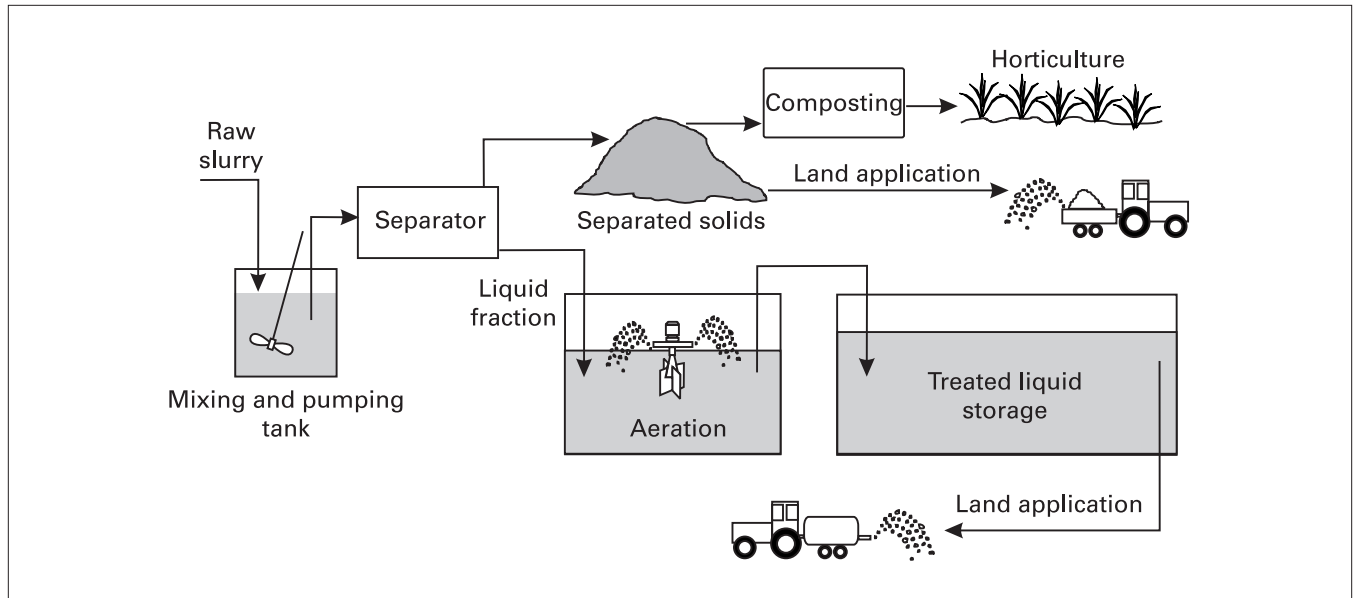 Horticulture
Composting
Raw
slurry
Land application
Separator
Separated solids
Liquid
fraction
Mixing and pumping
tank
Aeration
Treated liquid
storage
Land application